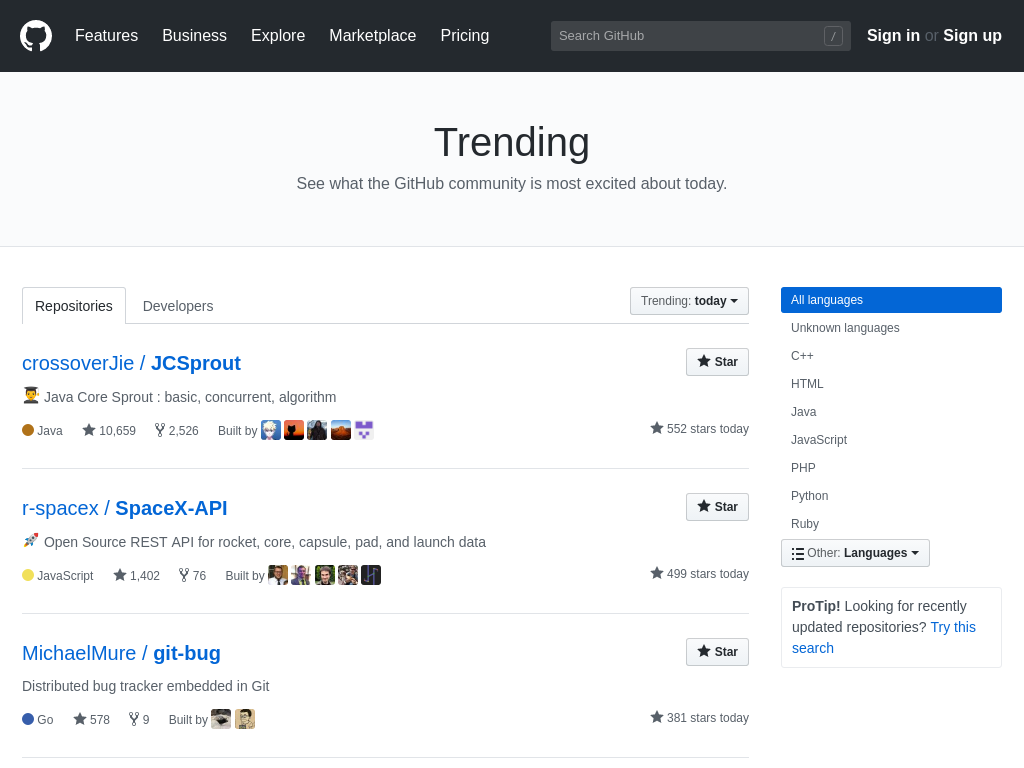 Features Business Explore Marketplace Pricing Search GitHub / Sign in or Sign up
Trending
See what the GitHub community is most excited about today.
Repositories Developers Trending: today
crossoverJie / JCSprout Star
Java Core Sprout : basic, concurrent, algorithm
Java 10,659 2,526 Built by 552 stars today
r-spacex / SpaceX-API Star
Open Source REST API for rocket, core, capsule, pad, and launch data
JavaScript 1,402 76 Built by 499 stars today
MichaelMure / git-bug Star
Distributed bug tracker embedded in Git
Go 578 9 Built by 381 stars today
All languages
Unknown languages
C++
HTML
Java
JavaScript
PHP
Python
Ruby
Other: Languages
ProTip! Looking for recently
updated repositories? Try this
search